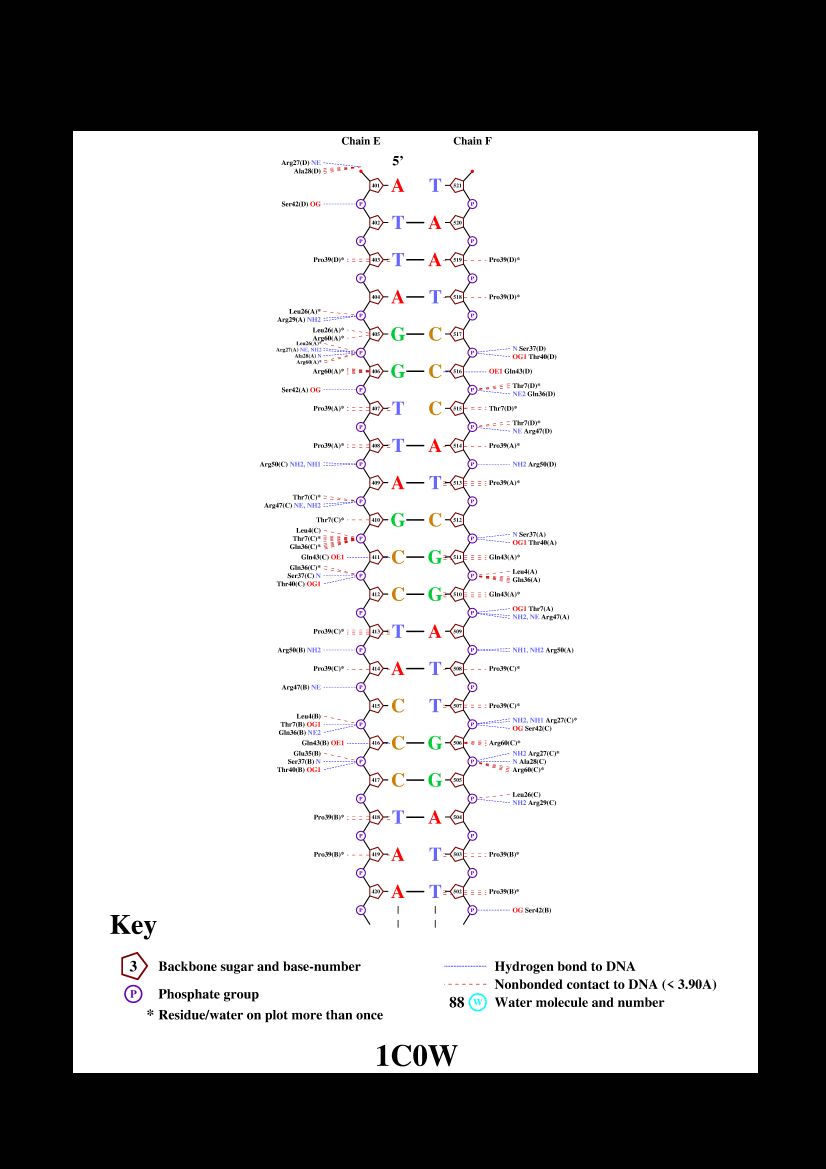 Chain E Chain F
5’
Arg27(D) NE
Ala28(D)
401 A T 521
Ser42(D) OG P P
402 T A 520
P P
Pro39(D)* 403 T A 519 Pro39(D)*
P P
404 A T 518 Pro39(D)*
Leu26(A)*
Arg29(A) NH2 P P
Leu26(A)*
Arg60(A)* 405 G C 517
Leu26(A)*
Arg27(A) NE, NH2 P P N Ser37(D)
Ala28(A) N OG1 Thr40(D)
Arg60(A)*
Arg60(A)* 406 G C 516 OE1 Gln43(D)
Ser42(A) OG P P Thr7(D)*
NE2 Gln36(D)
Pro39(A)* 407 T C 515 Thr7(D)*
P P Thr7(D)*
NE Arg47(D)
Pro39(A)* 408 T A 514 Pro39(A)*
Arg50(C) NH2, NH1 P P NH2 Arg50(D)
409 A T 513 Pro39(A)*
Thr7(C)*
Arg47(C) NE, NH2 P P
Thr7(C)* 410 G C 512
Leu4(C)
Thr7(C)* P P N Ser37(A)
Gln36(C)* OG1 Thr40(A)
Gln43(C) OE1 411 C G 511 Gln43(A)*
Gln36(C)*
Ser37(C) N P P Leu4(A)
Thr40(C) OG1 Gln36(A)
412 C G 510 Gln43(A)*
P P OG1 Thr7(A)
NH2, NE Arg47(A)
Pro39(C)* 413 T A 509
Arg50(B) NH2 P P NH1, NH2 Arg50(A)
Pro39(C)* 414 A T 508 Pro39(C)*
Arg47(B) NE P P
415 C T 507 Pro39(C)*
Leu4(B)
Thr7(B) OG1 P P NH2, NH1 Arg27(C)*
Gln36(B) NE2 OG Ser42(C)
Gln43(B) OE1 416 C G 506 Arg60(C)*
Glu35(B) NH2 Arg27(C)*
Ser37(B) N P P N Ala28(C)
Thr40(B) OG1 Arg60(C)*
417 C G 505
P P Leu26(C)
NH2 Arg29(C)
Pro39(B)* 418 T A 504
P P
Pro39(B)* 419 A T 503 Pro39(B)*
P P
420 A T 502 Pro39(B)*
P P OG Ser42(B)
Key
3 Backbone sugar and base-number
P Phosphate group
* Residue/water on plot more than once
Hydrogen bond to DNA
Nonbonded contact to DNA (< 3.90A)
88 W Water molecule and number
1C0W